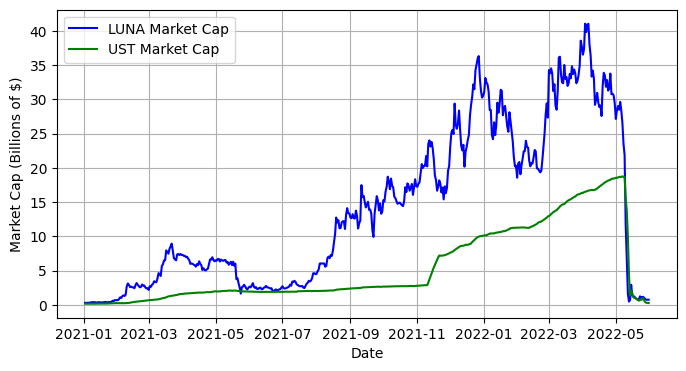 LUNA Market Cap
UST Market Cap
Market Cap (Billions of $)
40
35
30
25
20
15
10
5
0
2021-01 2021-03 2021-05 2021-07 2021-09 2021-11 2022-01 2022-03 2022-05
Date